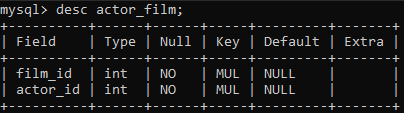 mysql> desc actor_film;
+----------+------+------+-----+---------+-------+
| Field    | Type | Null | Key | Default | Extra |
+----------+------+------+-----+---------+-------+
| film_id  | int  | NO   | MUL | NULL    |       |
| actor_id | int  | NO   | MUL | NULL    |       |
+----------+------+------+-----+---------+-------+